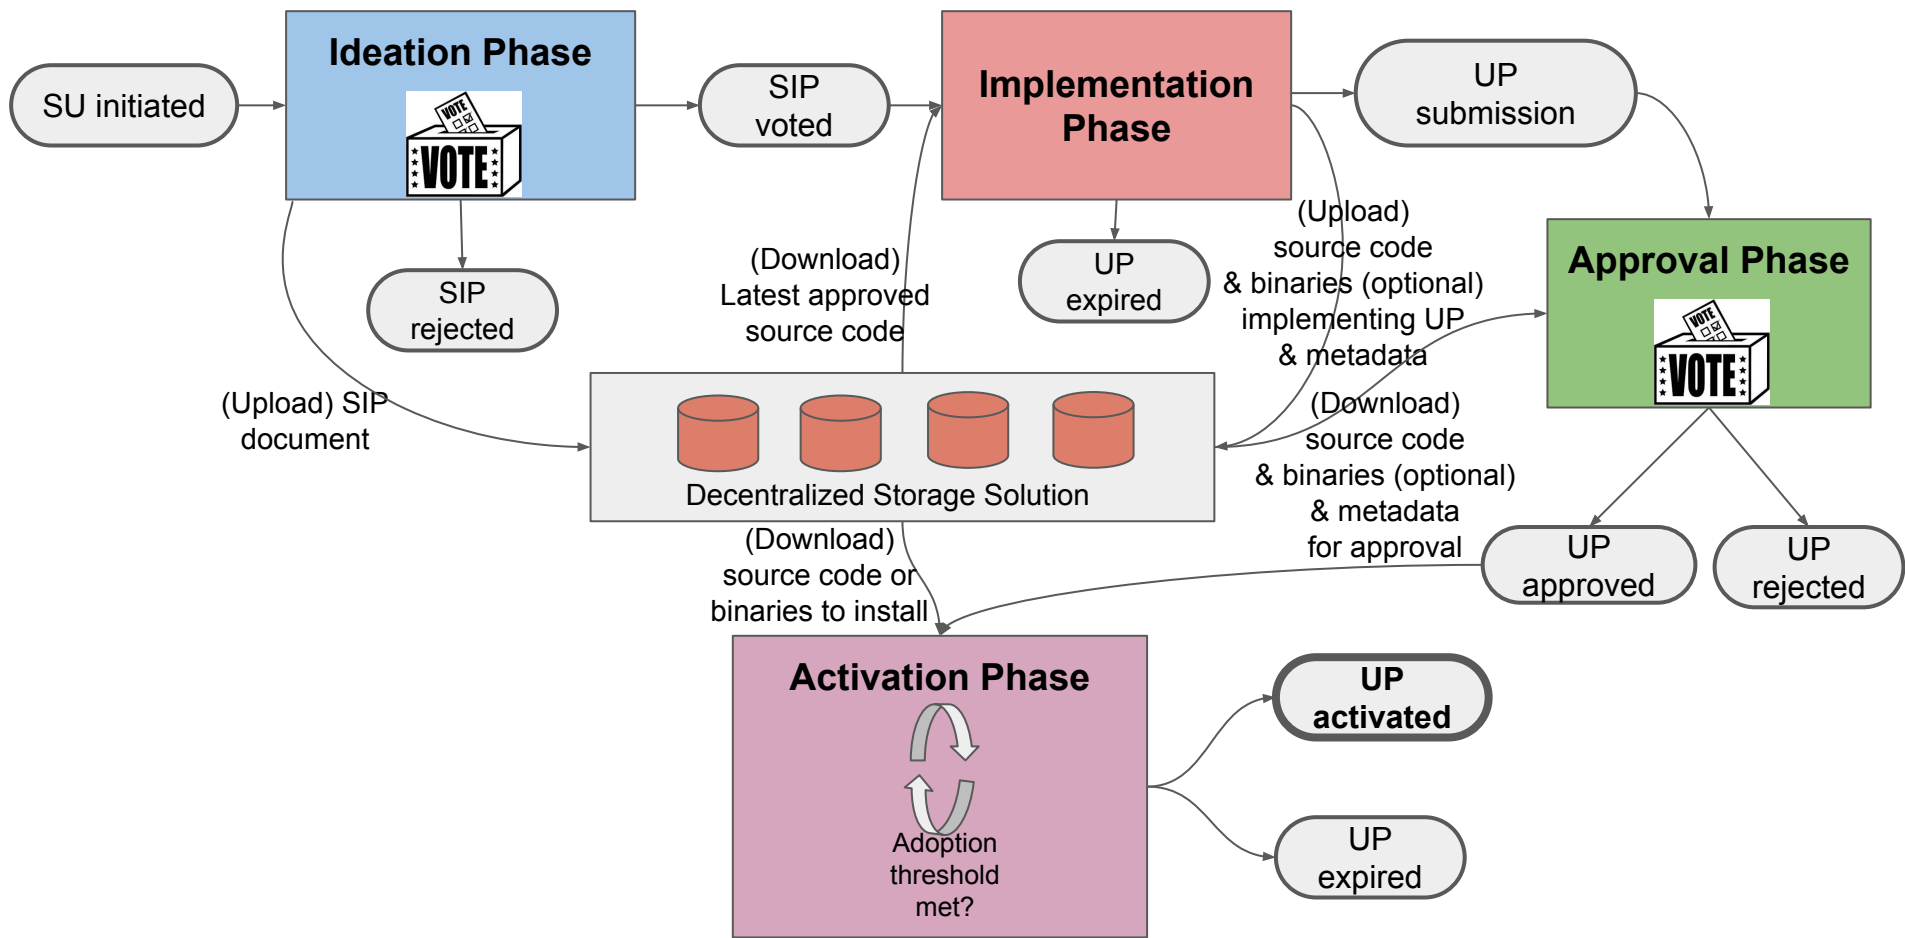 SU initiated
Ideation Phase
VOTE
VOTE
SIP
voted
SIP
rejected
Implementation
Phase
UP
submission
UP
expired
Approval Phase
VOTE
VOTE
(Upload) SIP
document
(Download)
Latest approved
source code
(Upload)
source code
& binaries (optional)
implementing UP
& metadata
(Download)
source code
& binaries (optional)
& metadata
for approval
Decentralized Storage Solution
(Download)
source code or
binaries to install
UP
approved
UP
rejected
Activation Phase
Adoption
threshold
met?
UP
activated
UP
expired